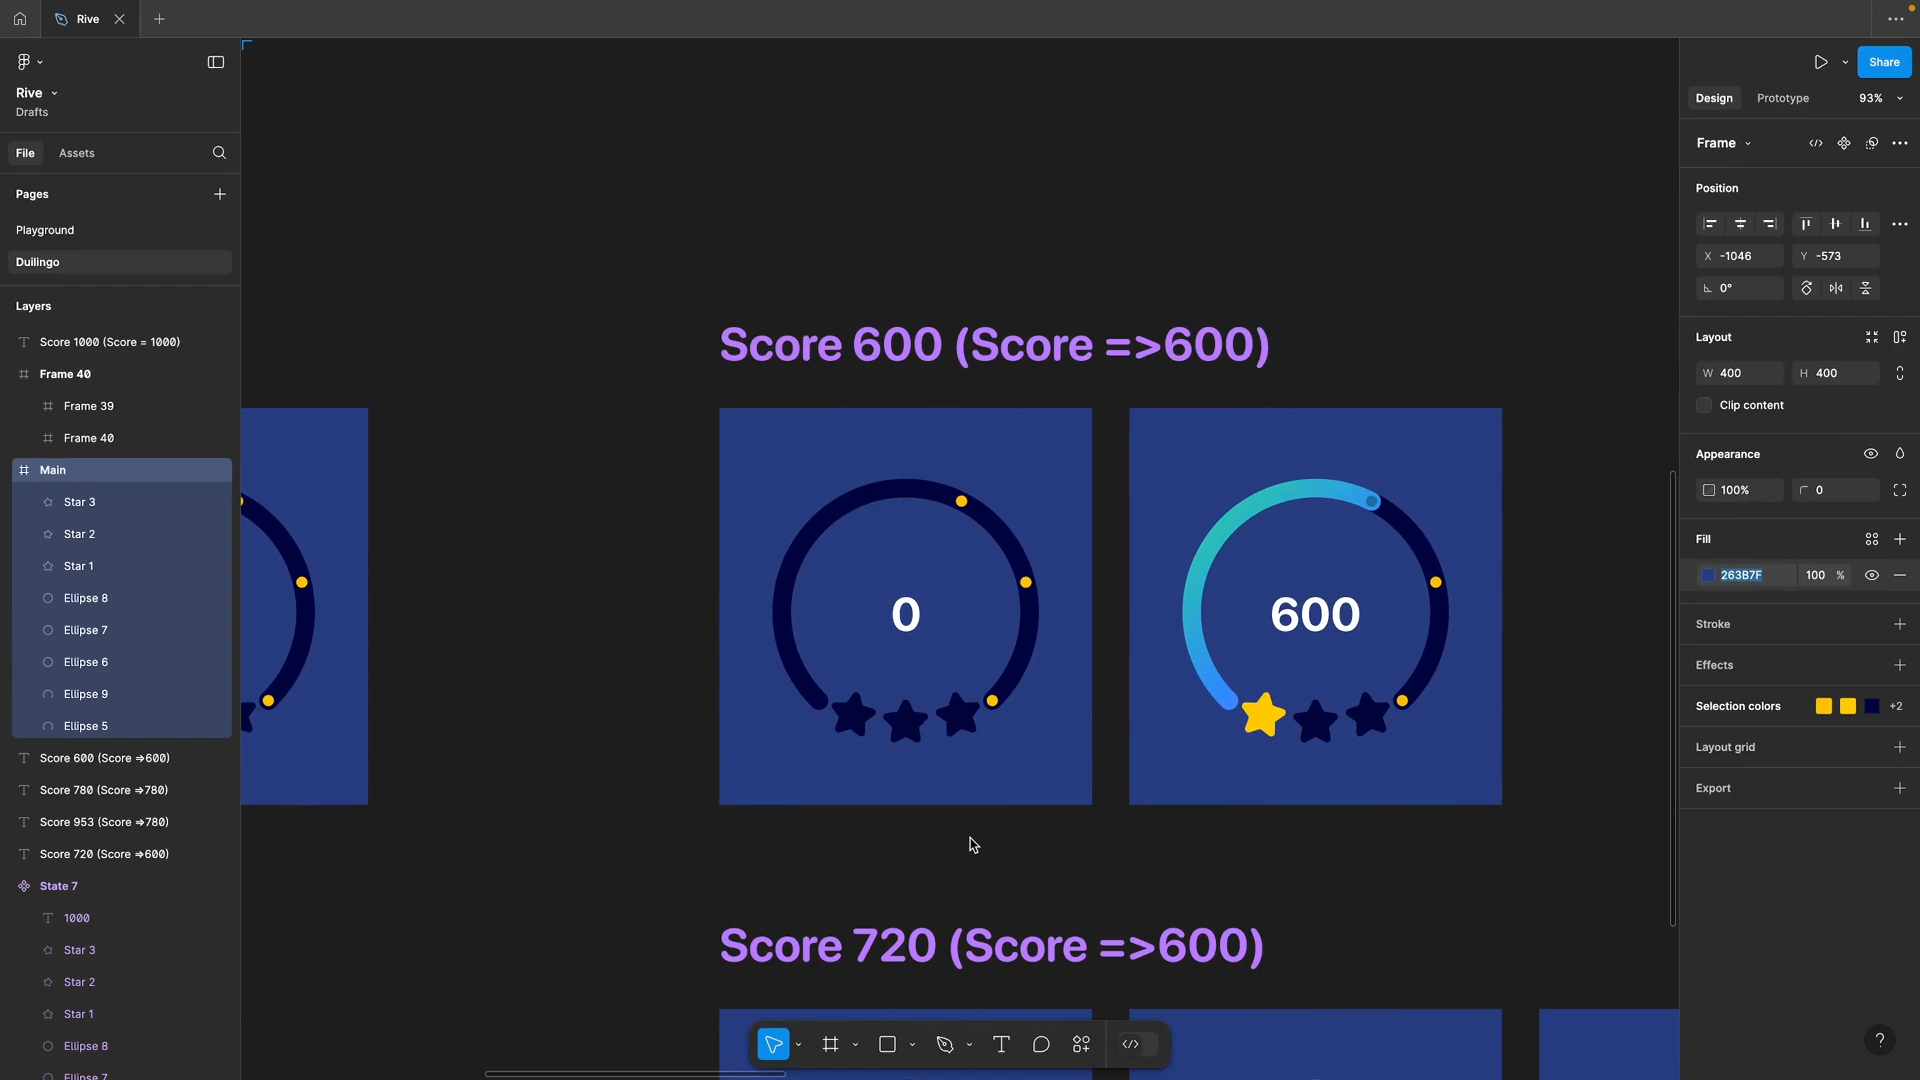 Rive
Rive
Drafts
File
Assets
Pages
Playground
Duilingo
Layers
Score 1000 (Score = 1000)
Frame 40
Frame 39
Frame 40
Main
Star 3
Star 2
Star 1
Ellipse 8
Ellipse 7
Ellipse 6
Ellipse 9
Ellipse 5
Score 600 (Score =>600)
Score 780 (Score =>780)
Score 953 (Score =>780)
Score 720 (Score =>600)
State 7
1000
Star 3
Star 2
Star 1
Ellipse 8
Ellipse 7
Score 600 (Score =>600)
0
600
Score 720 (Score =>600)
Share
Design
Prototype
93%
Frame
Position
X -1046
Y -573
0°
Layout
W 400
H 400
Clip content
Appearance
100%
0
Fill
263B7F
100 %
Stroke
Effects
Selection colors
+2
Layout grid
Export
?